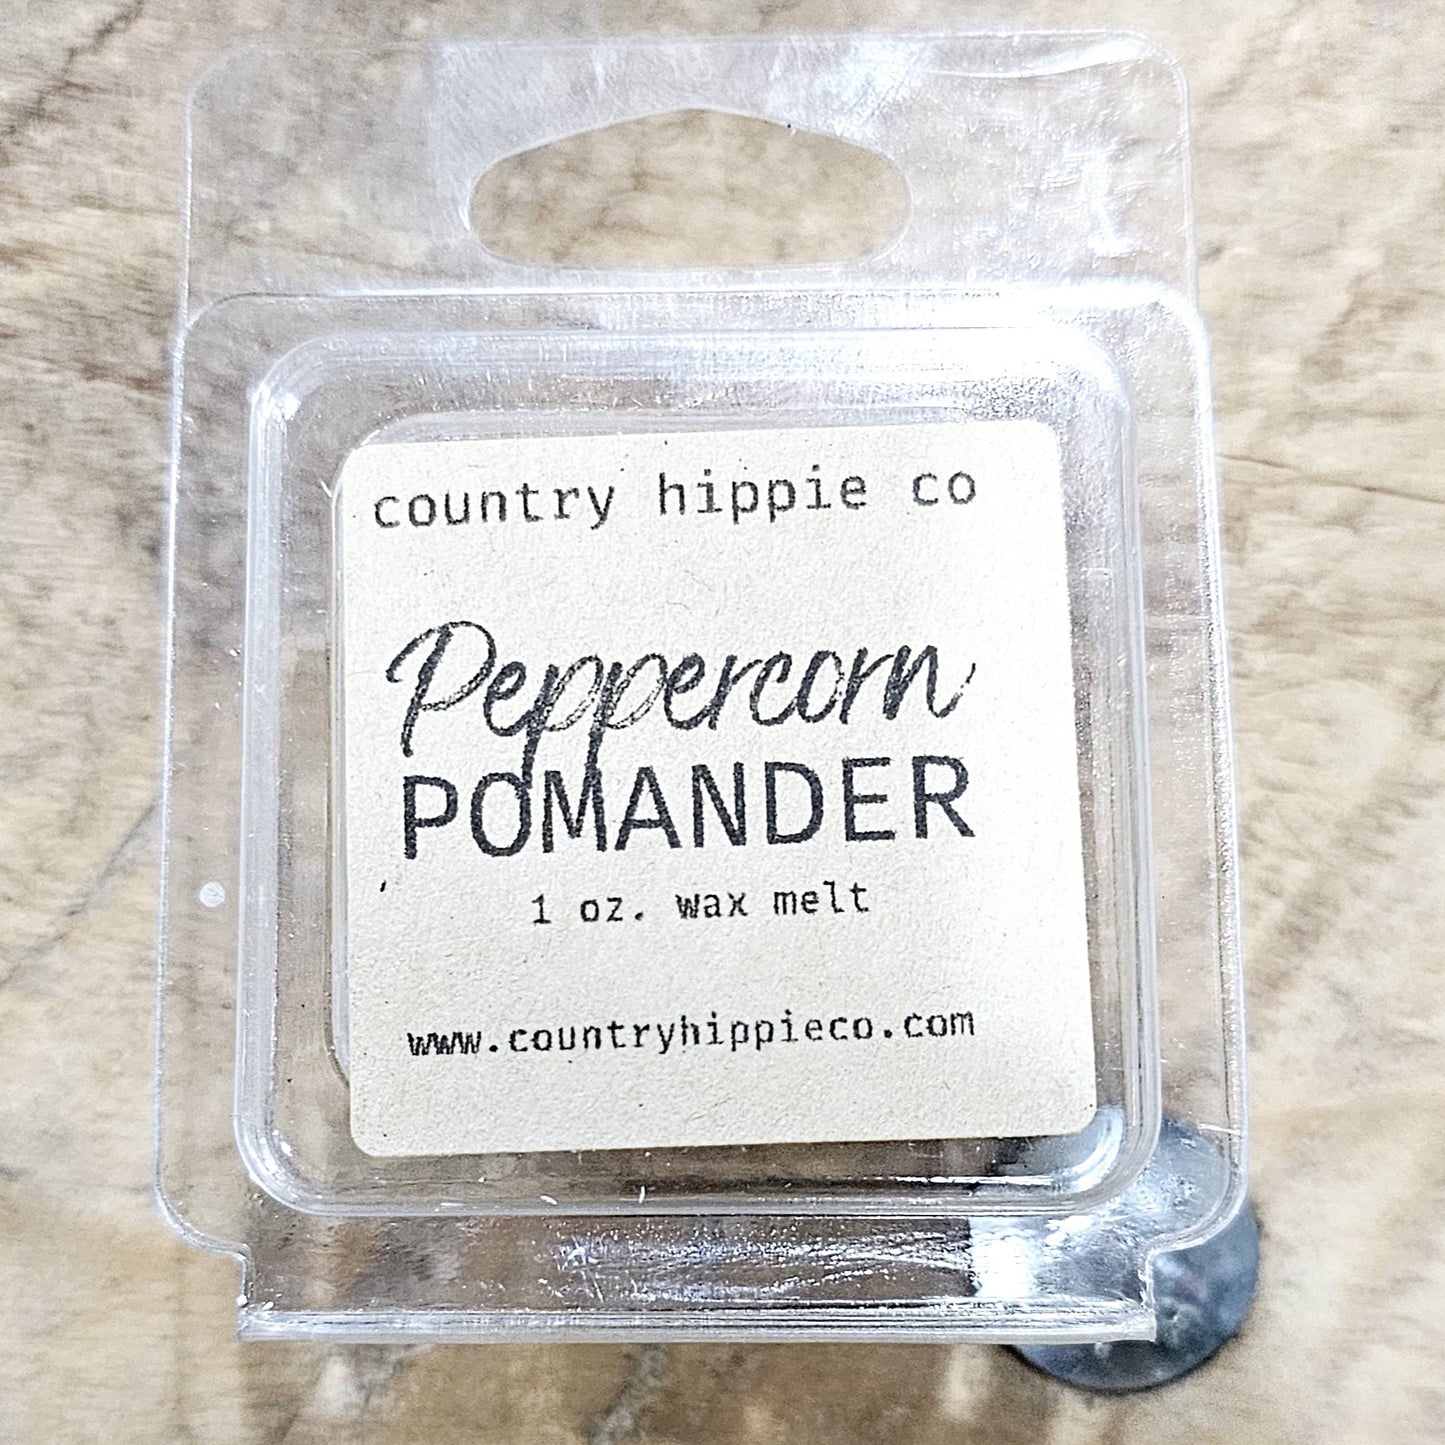 country hippie co
Peppercorn
POMANDER
1 oz. wax melt
www.countryhippieco.com